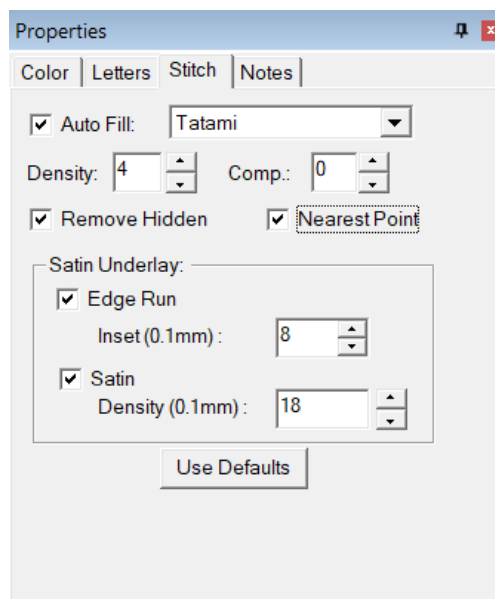 Properties
Color Letters Stitch Notes
Auto Fill: Tatami
Density: 4 Comp.: 0
Remove Hidden Nearest Point
Satin Underlay:
Edge Run
Inset (0.1mm) : 8
Satin
Density (0.1mm) : 18
Use Defaults